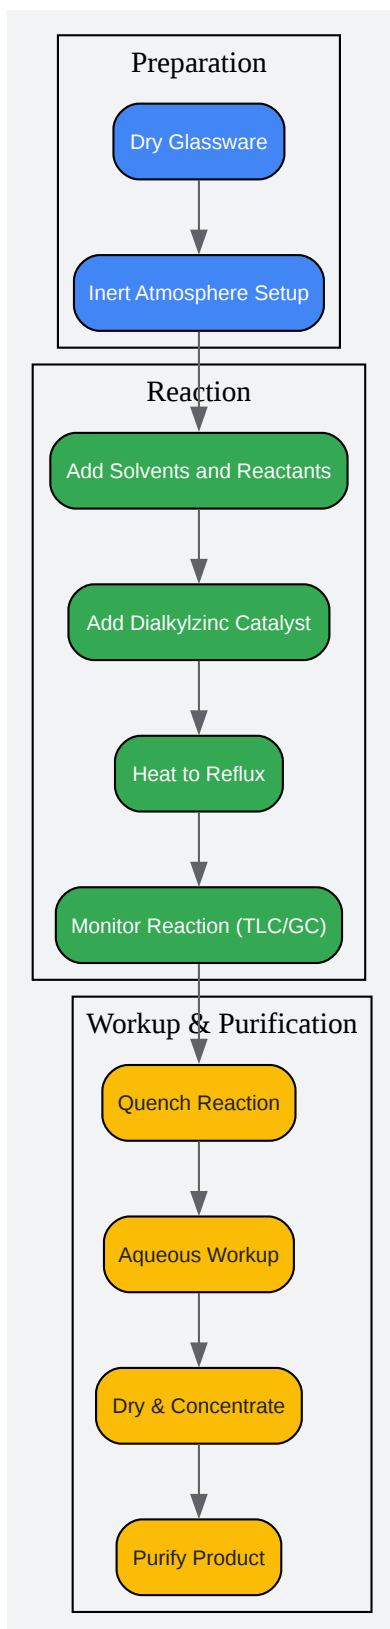 Preparation
Dry Glassware
Inert Atmosphere Setup
Reaction
Add Solvents and Reactants
Add Dialkylzinc Catalyst
Heat to Reflux
Monitor Reaction (TLC/GC)
Workup & Purification
Quench Reaction
Aqueous Workup
Dry & Concentrate
Purify Product